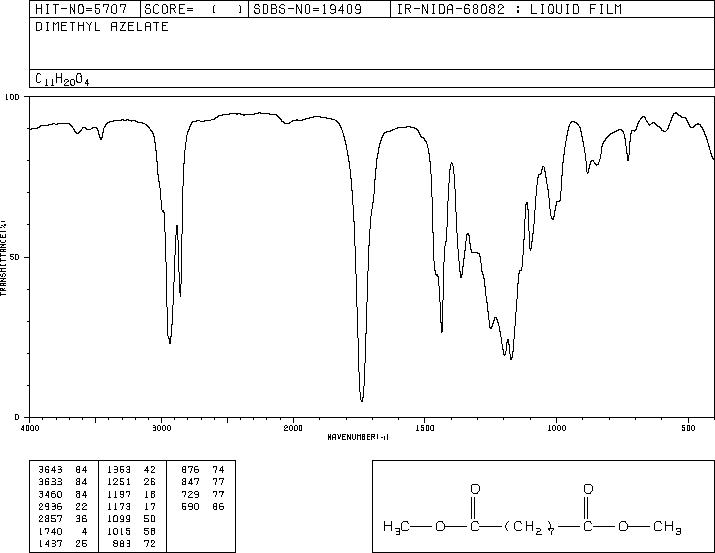 HIT-NO=5707 SCORE= ( ) SDBS-NO=19409 IR-NIDA-68082 : LIQUID FILM
DIMETHYL AZELATE
C11H20O4
100
TRANSMITTANCE(%)
50
0
4000 3000 2000 1500 1000 500
WAVENUMBER(-1)
3643 84 1363 42 876 74
3633 84 1251 26 847 77
3460 84 1197 18 729 77
2936 22 1173 17 690 86
2857 36 1099 50
1740 4 1015 58
1437 25 883 72
O O
H3C—O—C—(CH2)7—C—O—CH3